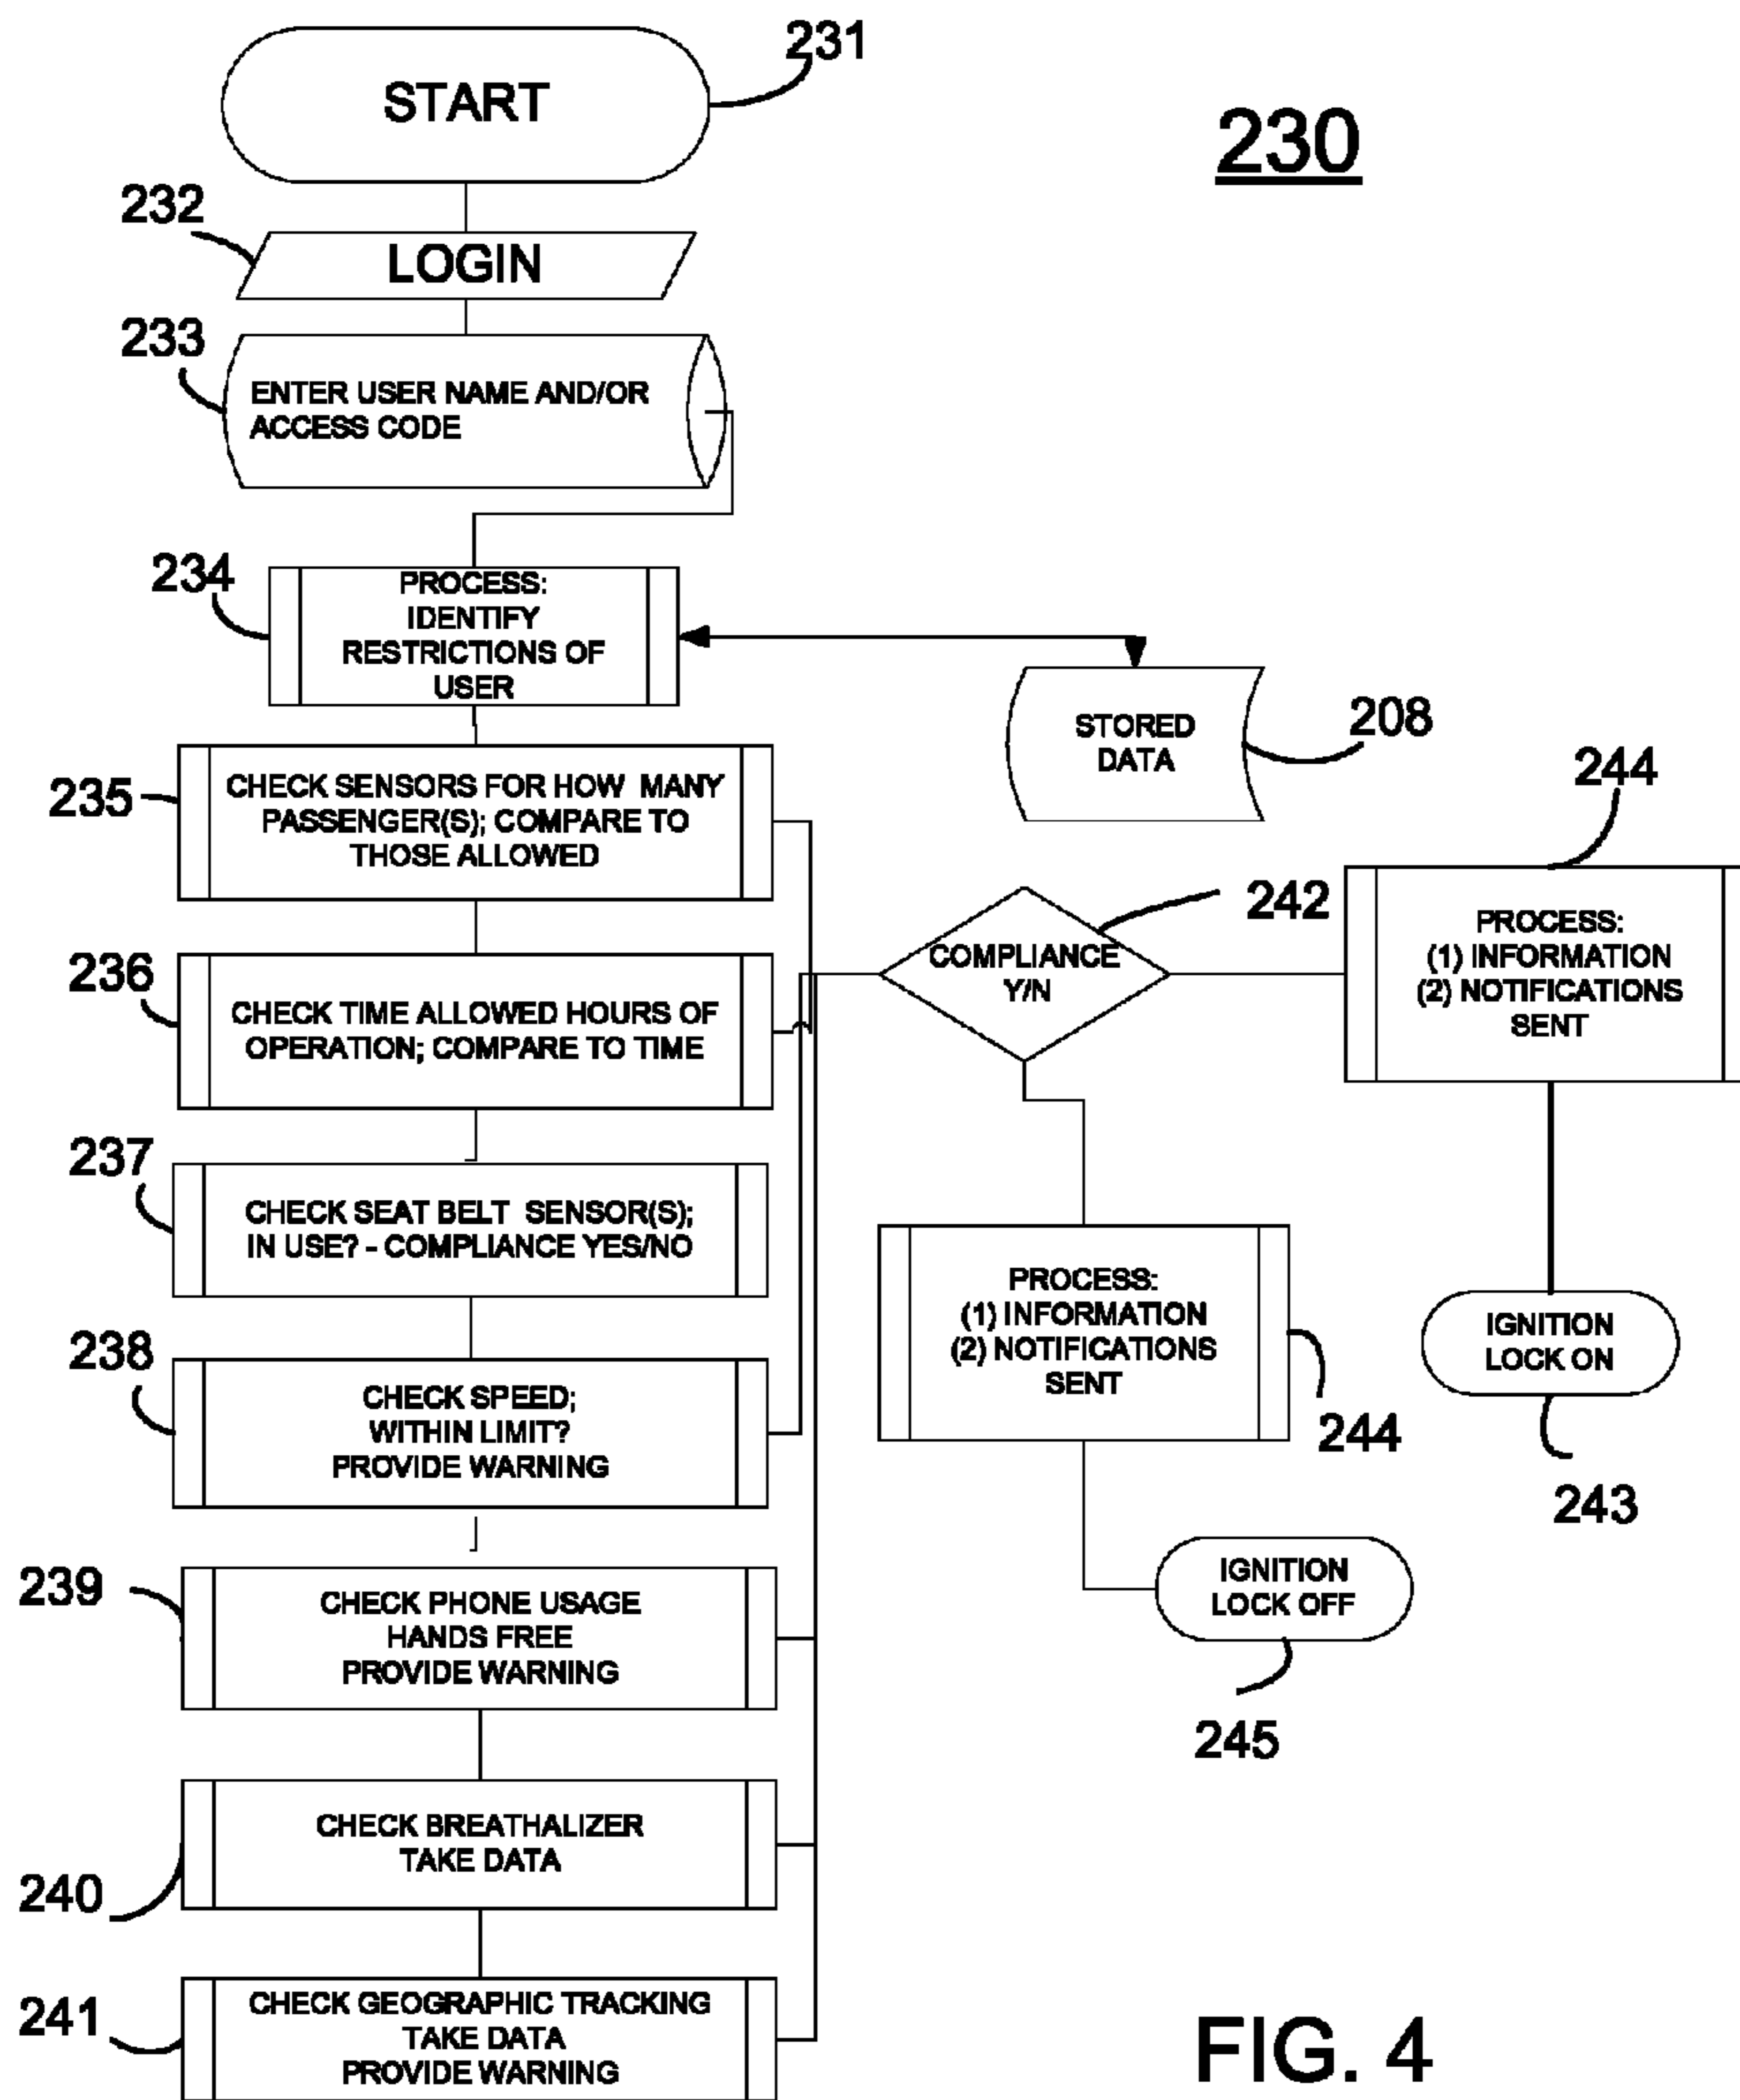 START
231
230
232
LOGIN
233
ENTER USER NAME AND/OR
ACCESS CODE
234
PROCESS:
IDENTIFY
RESTRICTIONS OF
USER
STORED
DATA
208
235
CHECK SENSORS FOR HOW MANY
PASSENGER(S); COMPARE TO
THOSE ALLOWED
244
242
COMPLIANCE
Y/N
PROCESS:
(1) INFORMATION
(2) NOTIFICATIONS
SENT
236
CHECK TIME ALLOWED HOURS OF
OPERATION; COMPARE TO TIME
237
CHECK SEAT BELT SENSOR(S);
IN USE? - COMPLIANCE YES/NO
PROCESS:
(1) INFORMATION
(2) NOTIFICATIONS
SENT
244
IGNITION
LOCK ON
243
238
CHECK SPEED;
WITHIN LIMIT?
PROVIDE WARNING
239
CHECK PHONE USAGE
HANDS FREE
PROVIDE WARNING
IGNITION
LOCK OFF
245
240
CHECK BREATHALIZER
TAKE DATA
241
CHECK GEOGRAPHIC TRACKING
TAKE DATA
PROVIDE WARNING
FIG. 4